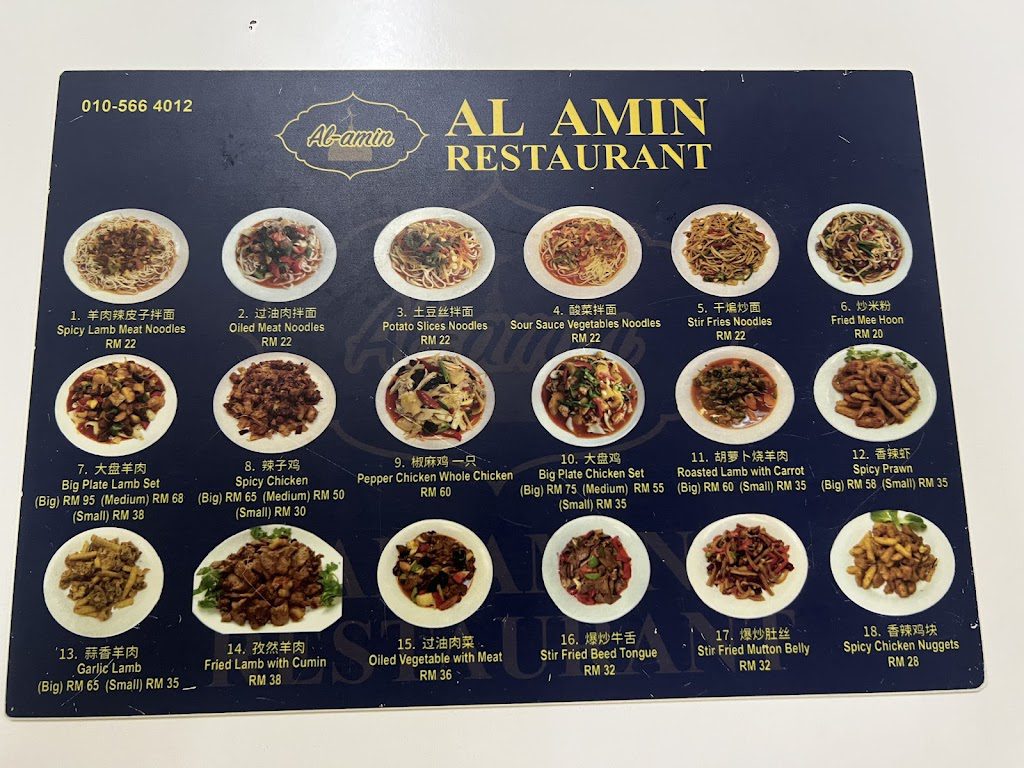 010-566 4012
Al-amin
AL AMIN
RESTAURANT
1. 羊肉辣皮子拌面
Spicy Lamb Meat Noodles
RM 22
2. 过油肉拌面
Oiled Meat Noodles
RM 22
3. 土豆丝拌面
Potato Slices Noodles
RM 22
4. 酸菜拌面
Sour Sauce Vegetables Noodles
RM 22
5. 干煸炒面
Stir Fries Noodles
RM 22
6. 炒米粉
Fried Mee Hoon
RM 20
7. 大盘羊肉
Big Plate Lamb Set
(Big) RM 95 (Medium) RM 68
(Small) RM 38
8. 辣子鸡
Spicy Chicken
(Big) RM 65 (Medium) RM 50
(Small) RM 30
9. 椒麻鸡 一只
Pepper Chicken Whole Chicken
RM 60
10. 大盘鸡
Big Plate Chicken Set
(Big) RM 75 (Medium) RM 55
(Small) RM 35
11. 胡萝卜烧羊肉
Roasted Lamb with Carrot
(Big) RM 60 (Small) RM 35
12. 香辣虾
Spicy Prawn
(Big) RM 58 (Small) RM 35
13. 蒜香羊肉
Garlic Lamb
(Big) RM 65 (Small) RM 35
14. 孜然羊肉
Fried Lamb with Cumin
RM 38
15. 过油肉菜
Oiled Vegetable with Meat
RM 36
16. 爆炒牛舌
Stir Fried Beed Tongue
RM 32
17. 爆炒肚丝
Stir Fried Mutton Belly
RM 32
18. 香辣鸡块
Spicy Chicken Nuggets
RM 28
Al-amin
AL AMIN
RESTAURANT